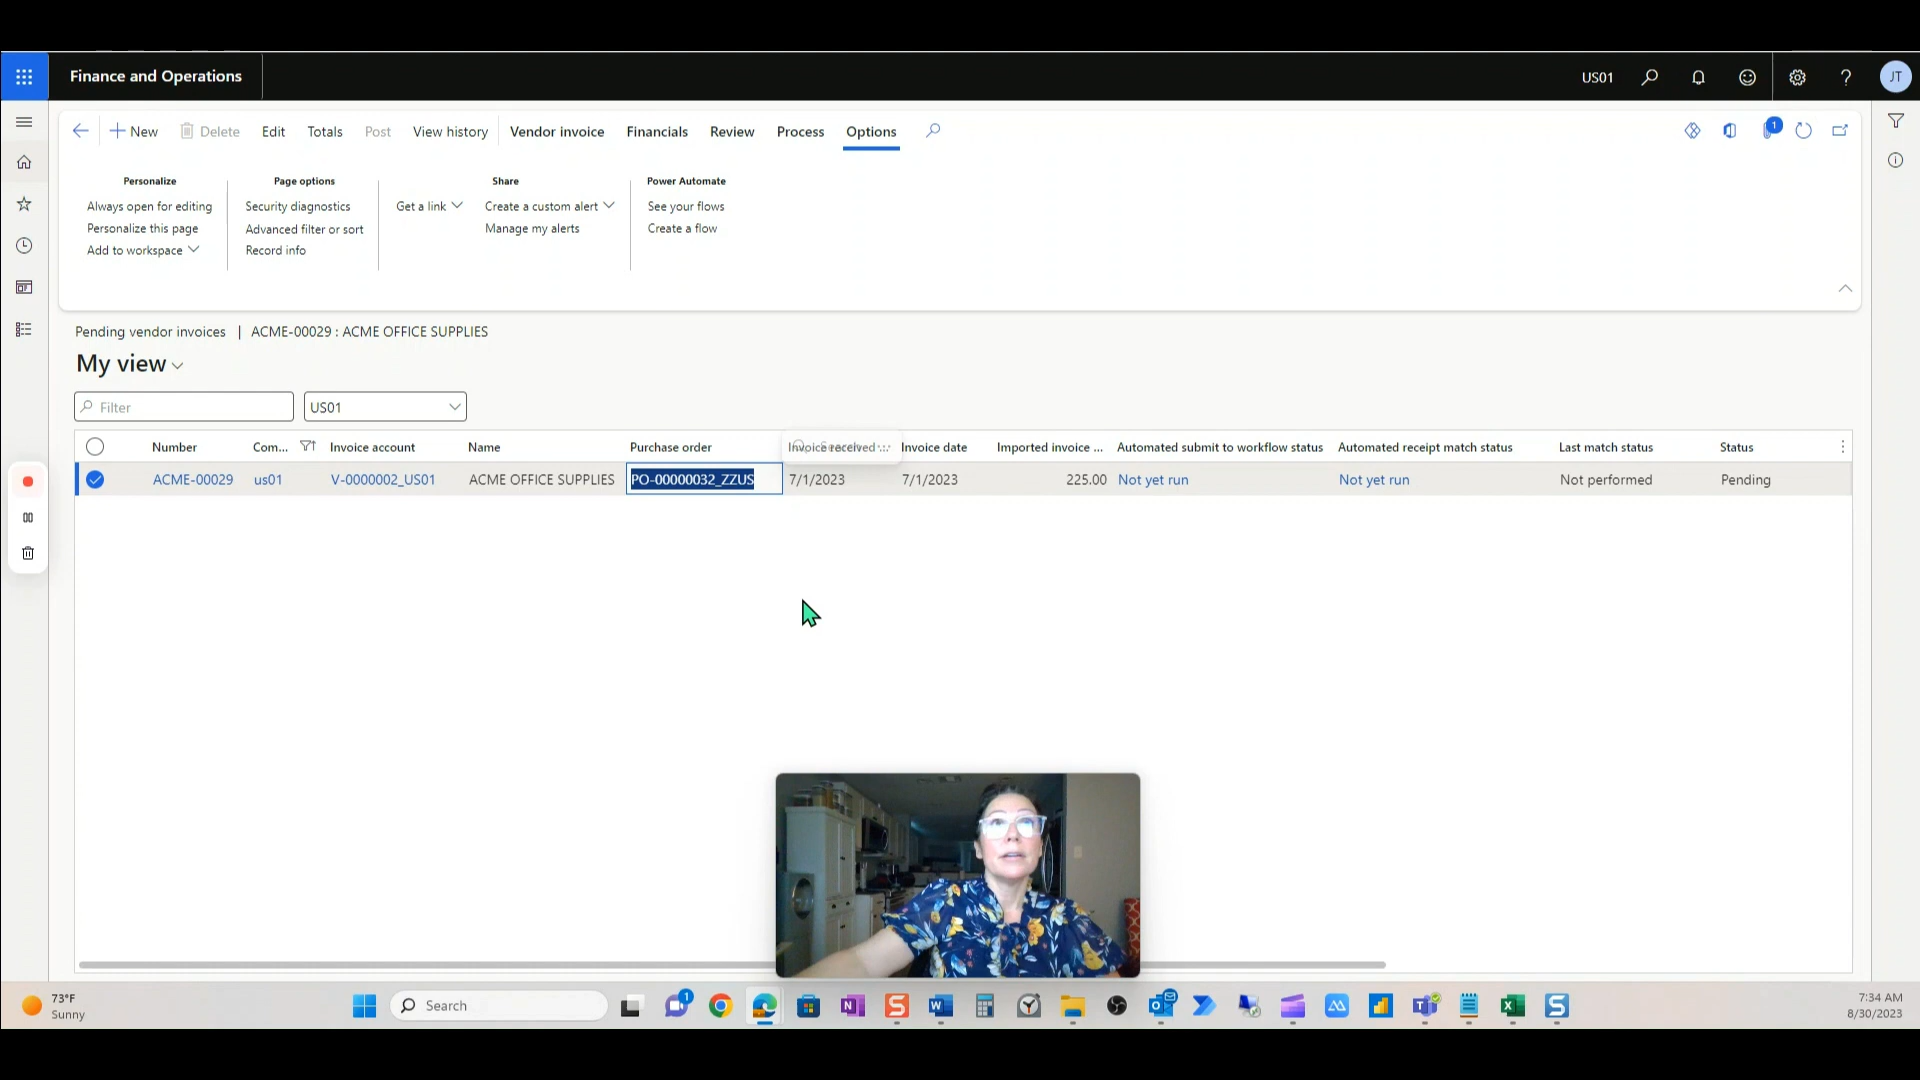 Finance and Operations
US01
?
JT
New
Delete
Edit
Totals
Post
View history
Vendor invoice
Financials
Review
Process
Options
1
Personalize
Always open for editing
Personalize this page
Add to workspace
Page options
Security diagnostics
Advanced filter or sort
Record info
Share
Get a link
Create a custom alert
Manage my alerts
Power Automate
See your flows
Create a flow
Pending vendor invoices | ACME-00029 : ACME OFFICE SUPPLIES
My view
Filter
US01
Number Com... Invoice account Name Purchase order Invoice received ... Invoice date Imported invoice ... Automated submit to workflow status Automated receipt match status Last match status Status
ACME-00029 us01 V-0000002_US01 ACME OFFICE SUPPLIES PO-00000032_ZZUS 7/1/2023 7/1/2023 225.00 Not yet run Not yet run Not performed Pending
73°F
Sunny
Search
1
7:34 AM
8/30/2023